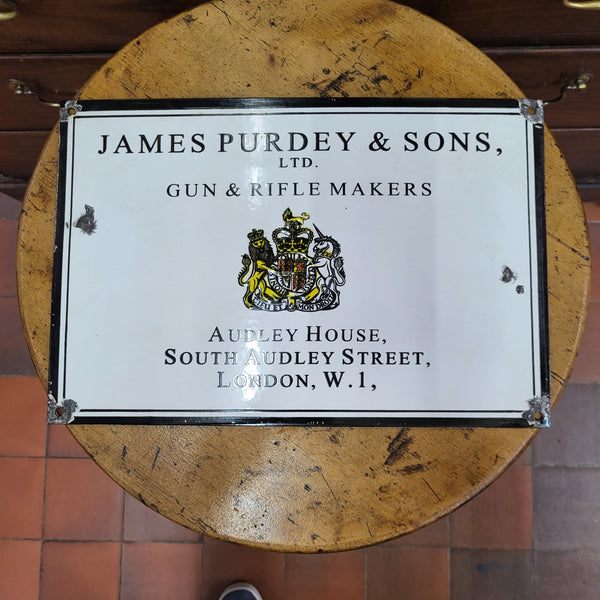 JAMES PURDEY & SONS,
LTD.
GUN & RIFLE MAKERS
AUDLEY HOUSE,
SOUTH AUDLEY STREET,
LONDON, W.1,